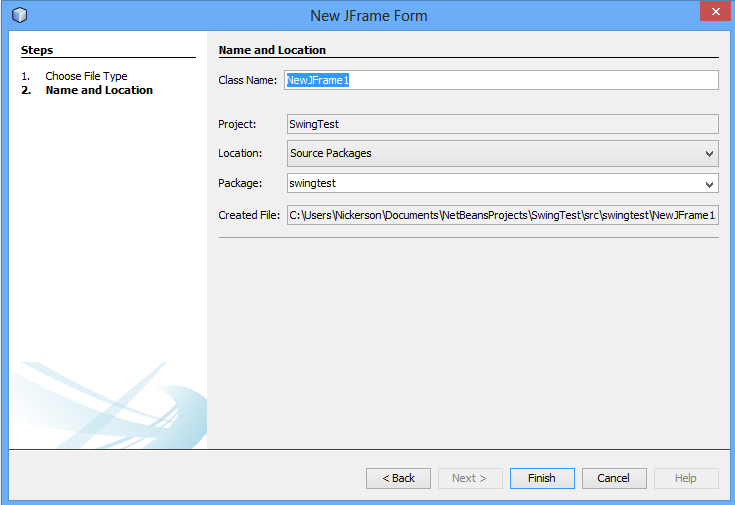 New JFrame Form
Steps
1. Choose File Type
2. Name and Location
Name and Location
Class Name: NewJFrame1
Project: SwingTest
Location: Source Packages
Package: swingtest
Created File: C:\Users\Nickerson\Documents\NetBeansProjects\SwingTest\src\swingtest\NewJFrame1
< Back Next > Finish Cancel Help